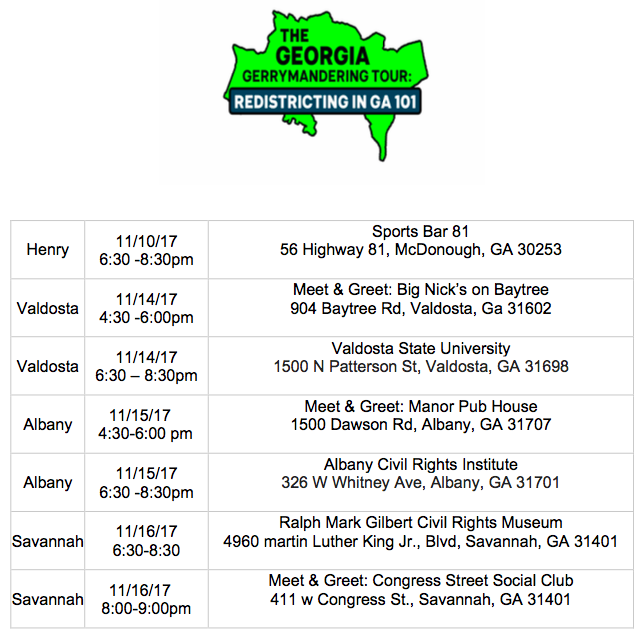 THE
GEORGIA
GERRYMANDERING TOUR:
REDISTRICTING IN GA 101
Henry
11/10/17
6:30 -8:30pm
Sports Bar 81
56 Highway 81, McDonough, GA 30253
Valdosta
11/14/17
4:30 -6:00pm
Meet & Greet: Big Nick's on Baytree
904 Baytree Rd, Valdosta, Ga 31602
Valdosta
11/14/17
6:30 – 8:30pm
Valdosta State University
1500 N Patterson St, Valdosta, GA 31698
Albany
11/15/17
4:30-6:00 pm
Meet & Greet: Manor Pub House
1500 Dawson Rd, Albany, GA 31707
Albany
11/15/17
6:30 -8:30pm
Albany Civil Rights Institute
326 W Whitney Ave, Albany, GA 31701
Savannah
11/16/17
6:30-8:30
Ralph Mark Gilbert Civil Rights Museum
4960 martin Luther King Jr., Blvd, Savannah, GA 31401
Savannah
11/16/17
8:00-9:00pm
Meet & Greet: Congress Street Social Club
411 w Congress St., Savannah, GA 31401